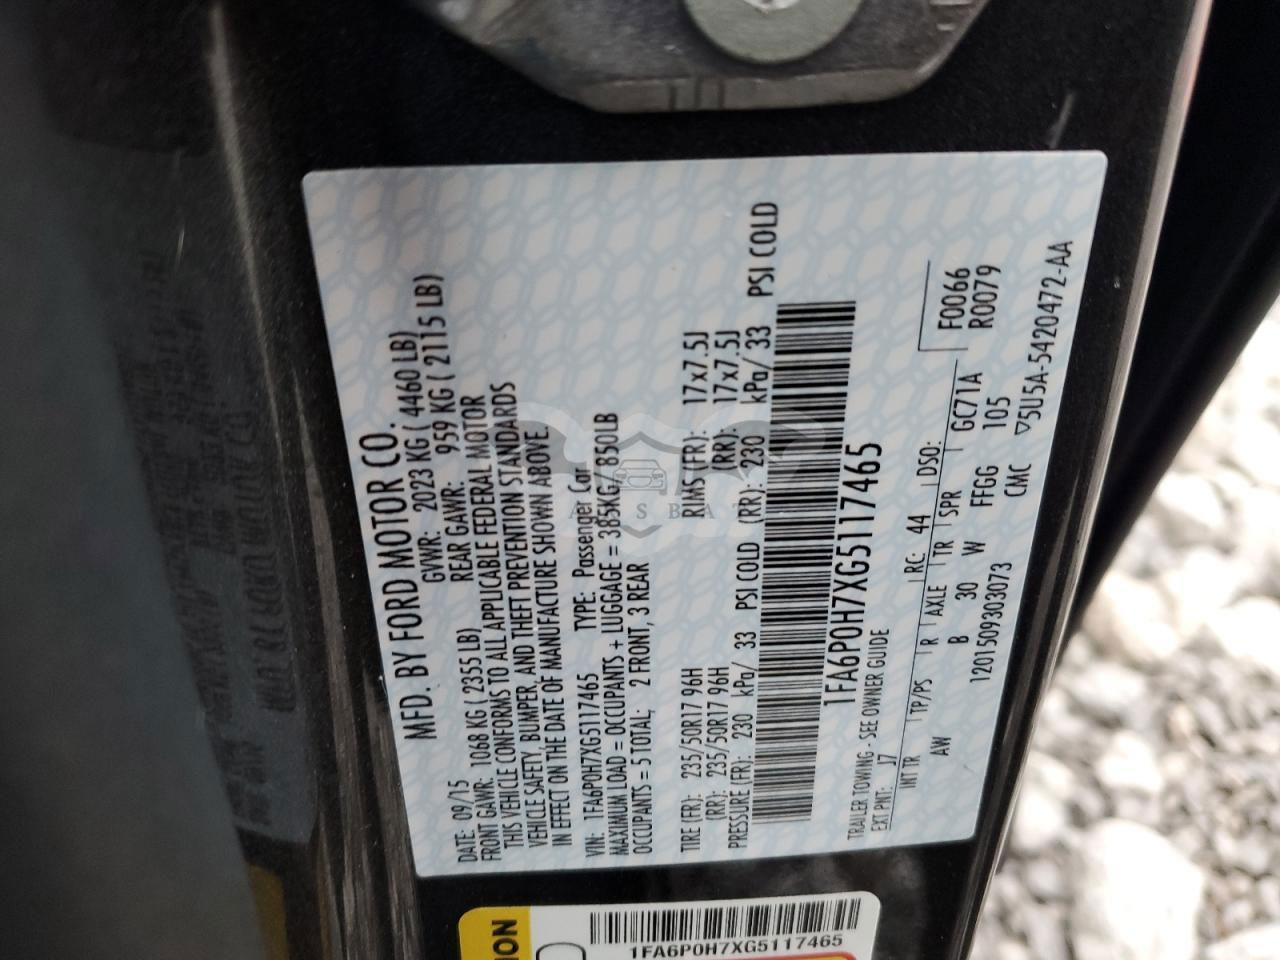 MFD. BY FORD MOTOR CO.
DATE: 09/15 GVWR: 2023 KG ( 4460 LB)
FRONT GAWR: 1068 KG ( 2355 LB) REAR GAWR: 959 KG ( 2115 LB)
THIS VEHICLE CONFORMS TO ALL APPLICABLE FEDERAL MOTOR
VEHICLE SAFETY, BUMPER, AND THEFT PREVENTION STANDARDS
IN EFFECT ON THE DATE OF MANUFACTURE SHOWN ABOVE.
VIN: 1FA6P0H7XG5117465 TYPE: Passenger Car
MAXIMUM LOAD = OCCUPANTS + LUGGAGE = 385KG/ 850LB
OCCUPANTS = 5 TOTAL; 2 FRONT, 3 REAR
TIRE (FR): 235/50R17 96H RIMS (FR): 17x7.5J
(RR): 235/50R17 96H (RR): 17x7.5J
PRESSURE (FR): 230 kPa/ 33 PSI COLD (RR): 230 kPa/ 33 PSI COLD
1FA6P0H7XG5117465
TRAILER TOWING - SEE OWNER GUIDE
EXT PNT: J7 RC: 44 DSO:
INT TR TP/PS R AXLE TR SPR GC71A F0066
AW B 30 W FFGG 105 R0079
1201509303073 CMC ▽5U5A-5420472-AA
1FA6P0H7XG5117465